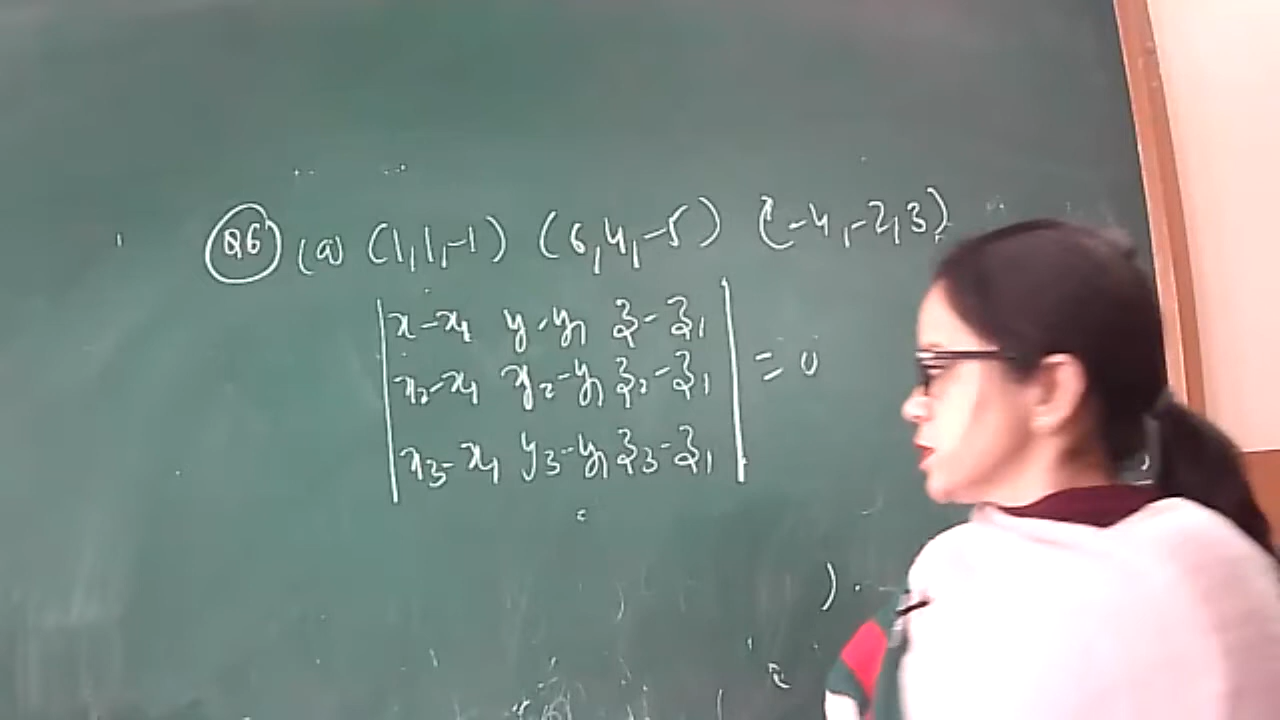 Q6 (a) (1,1,-1) (6,4,-5) (-4,-2,3)
| x-x₁ y-y₁ z-z₁ |
| x₂-x₁ y₂-y₁ z₂-z₁ | = 0
| x₃-x₁ y₃-y₁ z₃-z₁ |